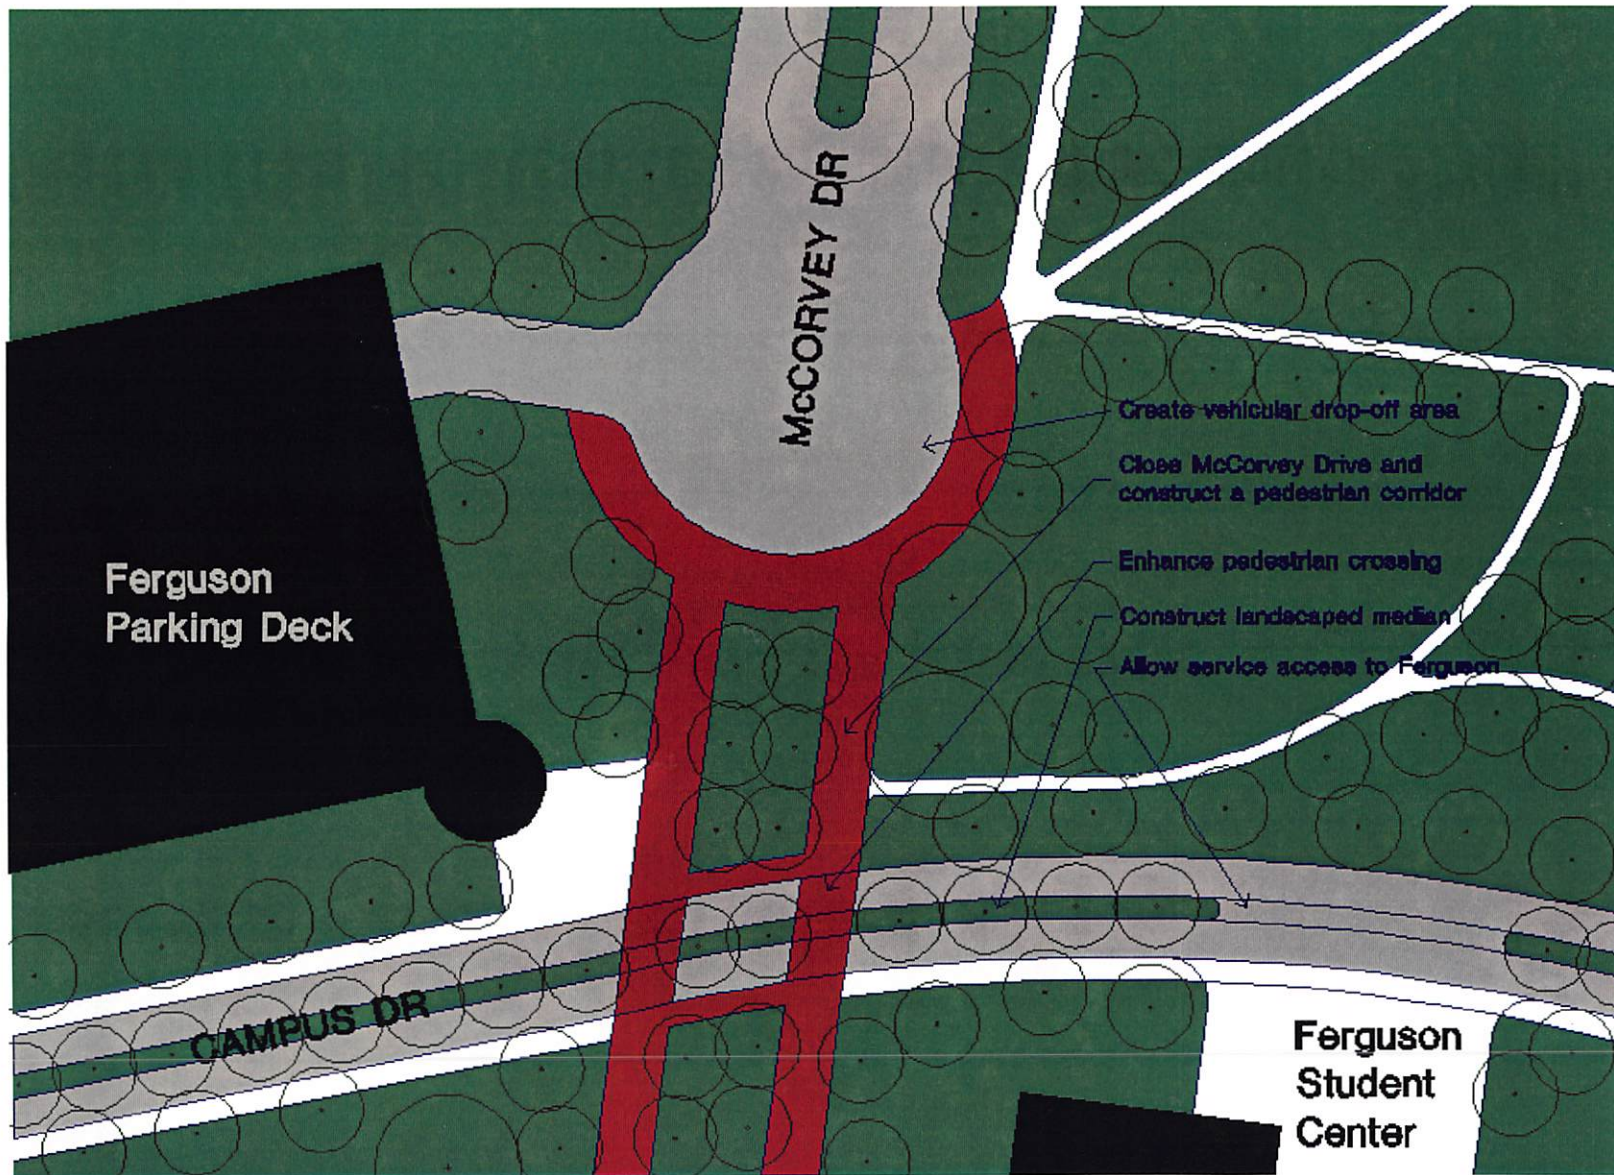 McCORVEY DR
Create vehicular drop-off area
Close McCorvey Drive and
construct a pedestrian corridor
Enhance pedestrian crossing
Construct landscaped median
Allow service access to Ferguson
Ferguson
Parking Deck
CAMPUS DR
Ferguson
Student
Center